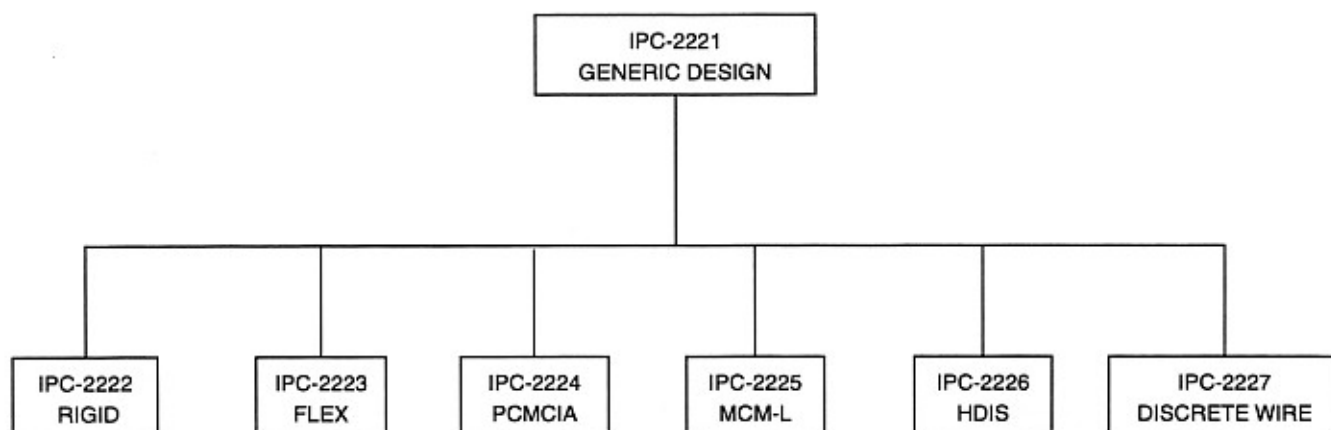 IPC-2221
GENERIC DESIGN
IPC-2222
RIGID
IPC-2223
FLEX
IPC-2224
PCMCIA
IPC-2225
MCM-L
IPC-2226
HDIS
IPC-2227
DISCRETE WIRE